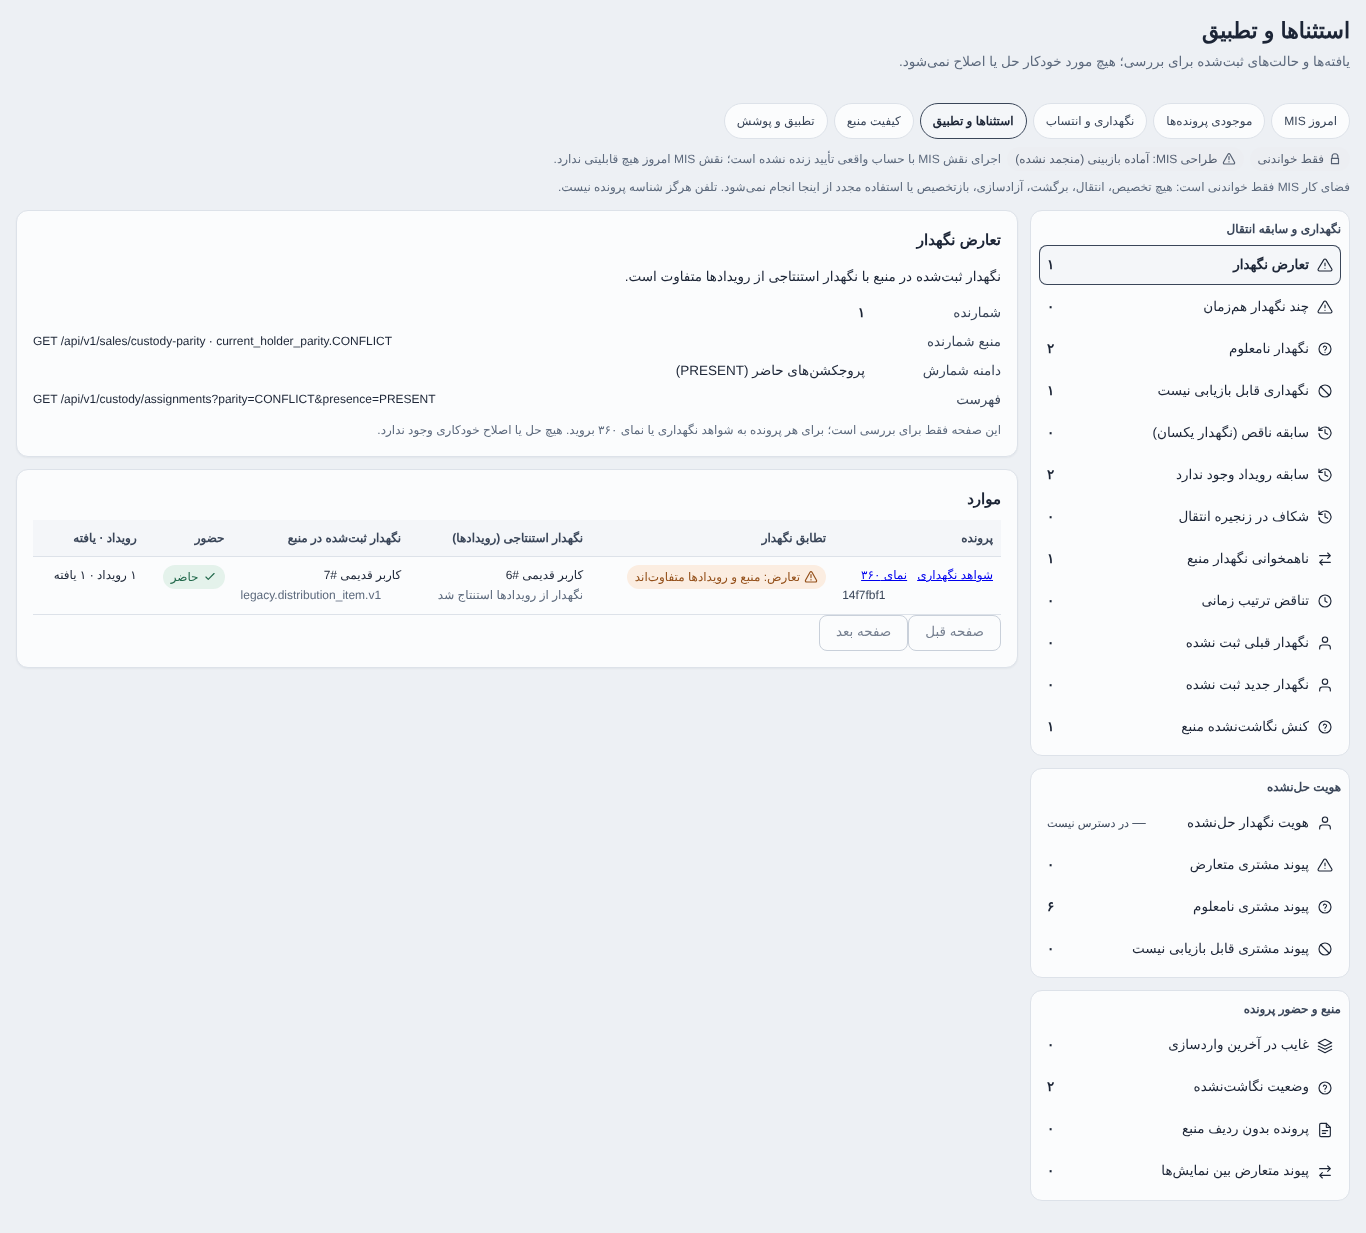 استثناها و تطبیق
یافته‌ها و حالت‌های ثبت‌شده برای بررسی؛ هیچ مورد خودکار حل یا اصلاح نمی‌شود.
امروز MIS
موجودی پرونده‌ها
نگهداری و انتساب
استثناها و تطبیق
کیفیت منبع
تطبیق و پوشش
فقط خواندنی
طراحی MIS: آماده بازبینی (منجمد نشده)
اجرای نقش MIS با حساب واقعی تأیید زنده نشده است؛ نقش MIS امروز هیچ قابلیتی ندارد.
فضای کار MIS فقط خواندنی است: هیچ تخصیص، انتقال، برگشت، آزادسازی، بازتخصیص یا استفاده مجدد از اینجا انجام نمی‌شود. تلفن هرگز شناسه پرونده نیست.
نگهداری و سابقه انتقال
تعارض نگهدار ۱
چند نگهدار هم‌زمان ۰
نگهدار نامعلوم ۲
نگهداری قابل بازیابی نیست ۱
سابقه ناقص (نگهدار یکسان) ۰
سابقه رویداد وجود ندارد ۲
شکاف در زنجیره انتقال ۰
ناهمخوانی نگهدار منبع ۱
تناقض ترتیب زمانی ۰
نگهدار قبلی ثبت نشده ۰
نگهدار جدید ثبت نشده ۰
کنش نگاشت‌نشده منبع ۱
هویت حل‌نشده
هویت نگهدار حل‌نشده — در دسترس نیست
پیوند مشتری متعارض ۰
پیوند مشتری نامعلوم ۶
پیوند مشتری قابل بازیابی نیست ۰
منبع و حضور پرونده
غایب در آخرین واردسازی ۰
وضعیت نگاشت‌نشده ۲
پرونده بدون ردیف منبع ۰
پیوند متعارض بین نمایش‌ها ۰
تعارض نگهدار
نگهدار ثبت‌شده در منبع با نگهدار استنتاجی از رویدادها متفاوت است.
شمارنده ۱
منبع شمارنده GET /api/v1/sales/custody-parity · current_holder_parity.CONFLICT
دامنه شمارش پروجکشن‌های حاضر (PRESENT)
فهرست GET /api/v1/custody/assignments?parity=CONFLICT&presence=PRESENT
این صفحه فقط برای بررسی است؛ برای هر پرونده به شواهد نگهداری یا نمای ۳۶۰ بروید. هیچ حل یا اصلاح خودکاری وجود ندارد.
موارد
پرونده تطابق نگهدار نگهدار استنتاجی (رویدادها) نگهدار ثبت‌شده در منبع حضور رویداد · یافته
شواهد نگهداری نمای ۳۶۰ تعارض: منبع و رویدادها متفاوت‌اند کاربر قدیمی #6 کاربر قدیمی #7 حاضر ۱ رویداد · ۱ یافته
14f7fbf1 نگهدار از رویدادها استنتاج شد legacy.distribution_item.v1
صفحه قبل صفحه بعد